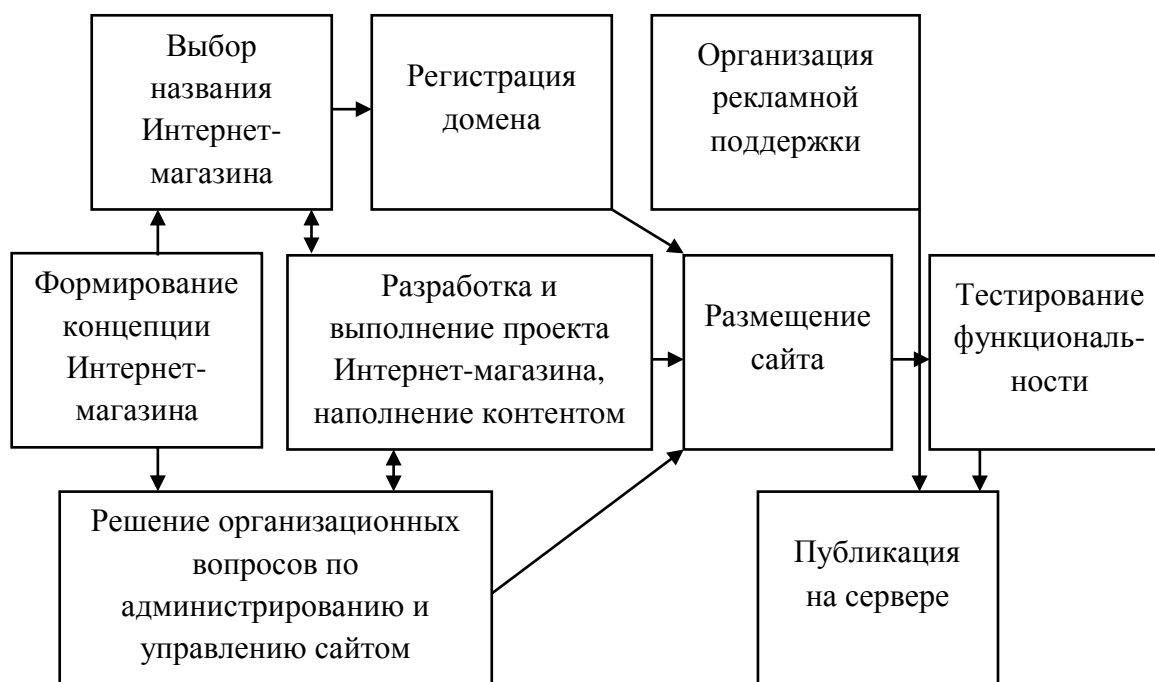 Выбор
названия
Интернет-
магазина
Регистрация
домена
Организация
рекламной
поддержки
Формирование
концепции
Интернет-
магазина
Разработка и
выполнение проекта
Интернет-магазина,
наполнение контентом
Размещение
сайта
Тестирование
функциональ-
ности
Решение организационных
вопросов по
администрированию и
управлению сайтом
Публикация
на сервере